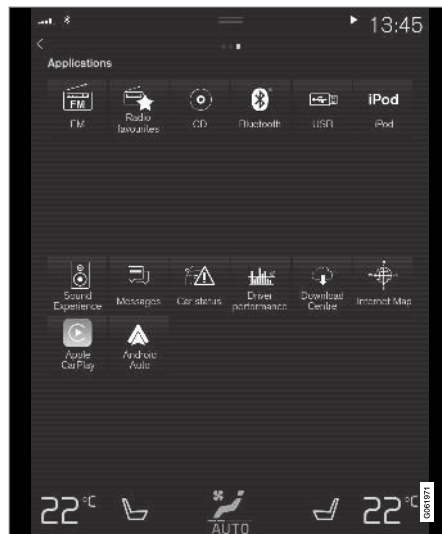 13:45
Applications
FM
FM
Radio
favourites
CD
Bluetooth
USB
iPod
iPod
Sound
Experience
Messages
Car status
Driver
performance
Download
Centre
Internet Map
Apple
CarPlay
Android
Auto
22°C
AUTO
22°C
G061971